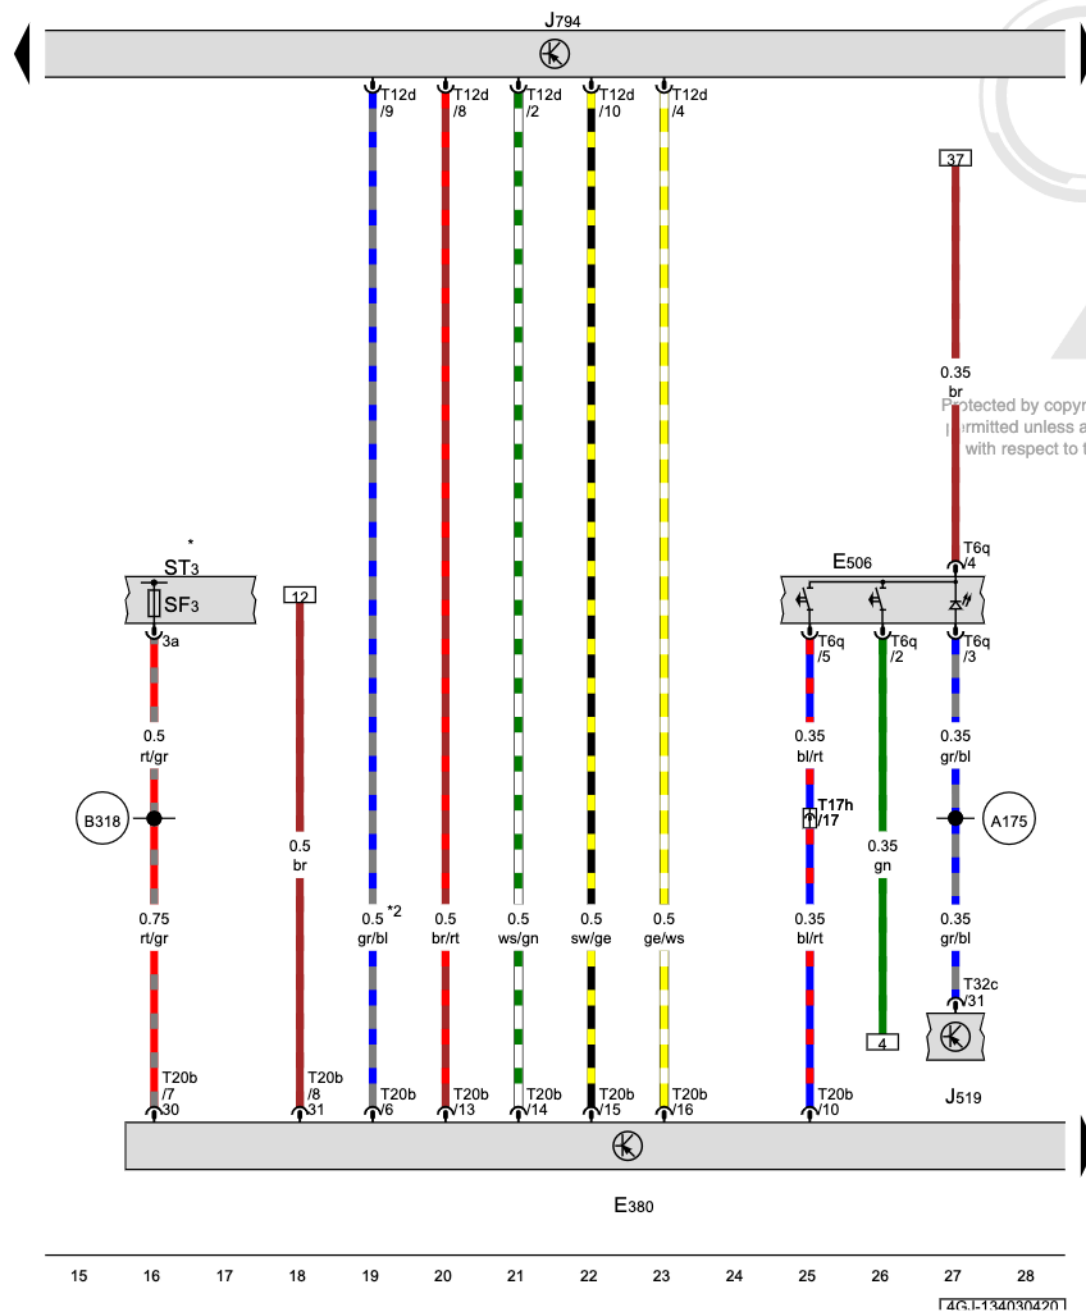 J794
T12d T12d T12d T12d T12d
/9 /8 /2 /10 /4
37
0.35
br
Protected by copyr
ermitted unless a
with respect to t
*
ST3
SF3
3a
12
E506
T6q
/4
T6q T6q T6q
/5 /2 /3
0.5 0.35 0.35
rt/gr bl/rt gr/bl
B318
T17h
/17
A175
0.5 0.35
br gn
*2
0.75 0.5 0.5 0.5 0.5 0.5 0.35 0.35
rt/gr gr/bl br/rt ws/gn sw/ge ge/ws bl/rt gr/bl
T32c
/31
4
J519
T20b T20b
/7 /8
30 31
T20b T20b T20b T20b T20b T20b
/6 /13 /14 /15 /16 /10
E380
15 16 17 18 19 20 21 22 23 24 25 26 27 28
4GJ-134030420